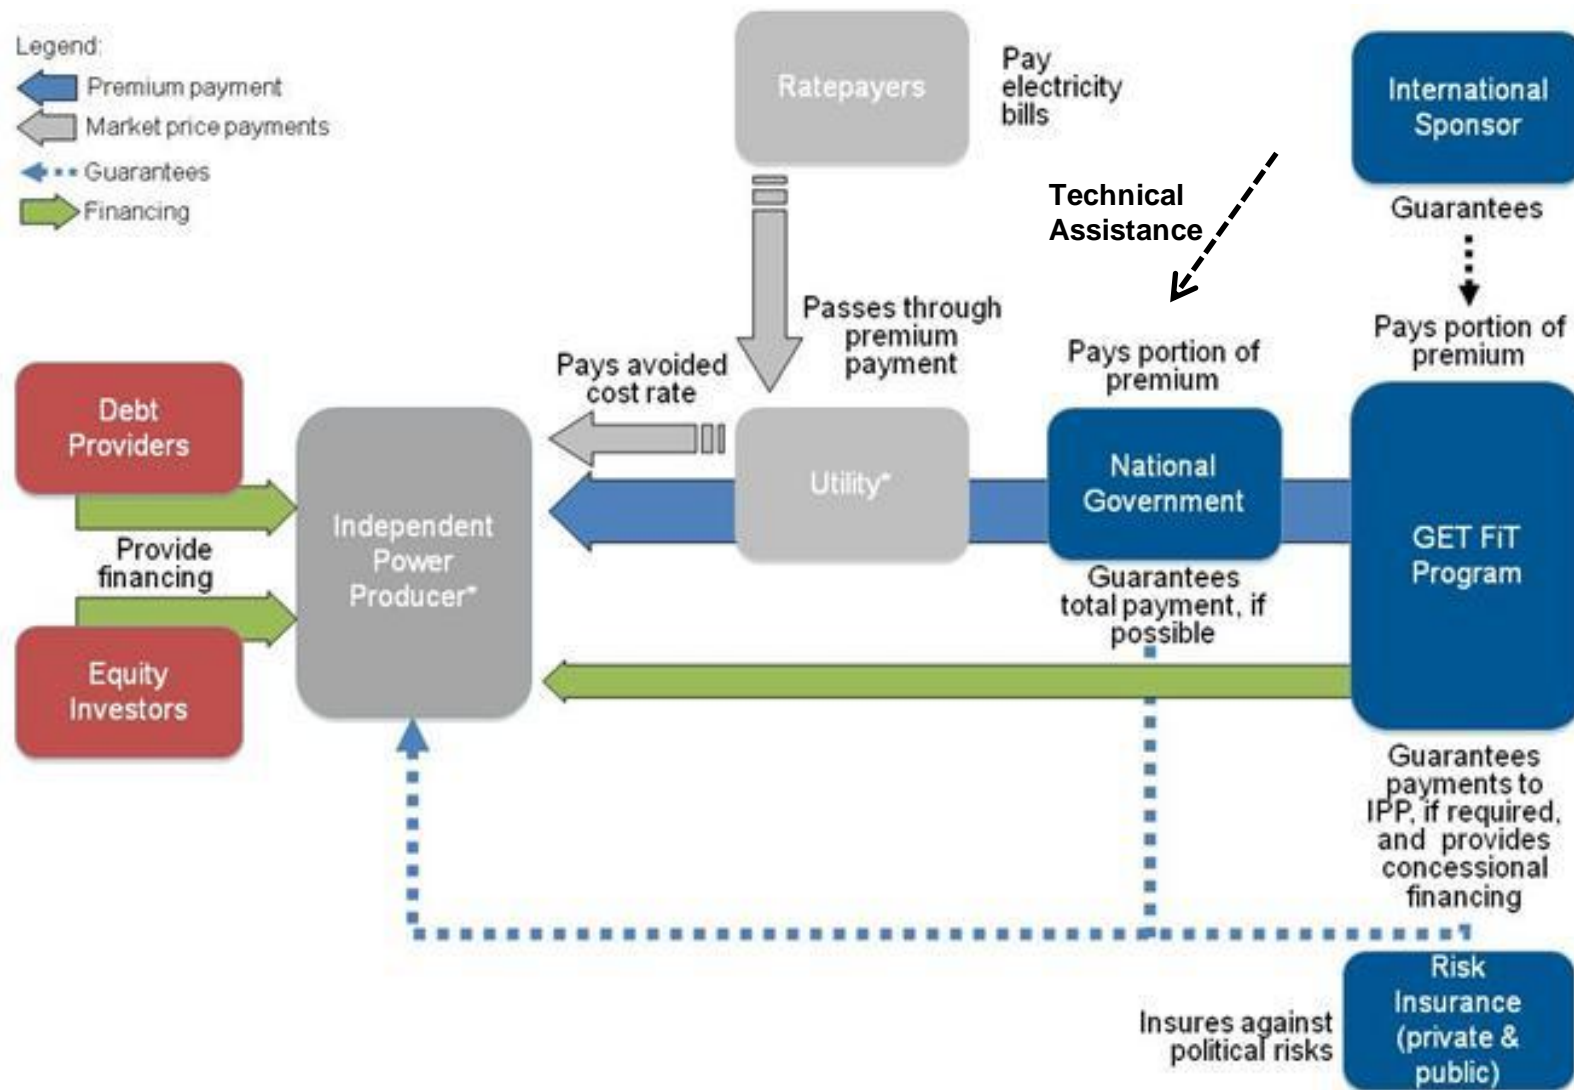 Legend:
Premium payment
Market price payments
Guarantees
Financing
Ratepayers
Pay
electricity
bills
International
Sponsor
Guarantees
Technical
Assistance
Passes through
premium
payment
Pays portion of
premium
Pays portion of
premium
Pays avoided
cost rate
Debt
Providers
Provide
financing
Equity
Investors
Independent
Power
Producer*
Utility*
National
Government
Guarantees
total payment, if
possible
GET FiT
Program
Guarantees
payments to
IPP, if required,
and provides
concessional
financing
Insures against
political risks
Risk
Insurance
(private &
public)